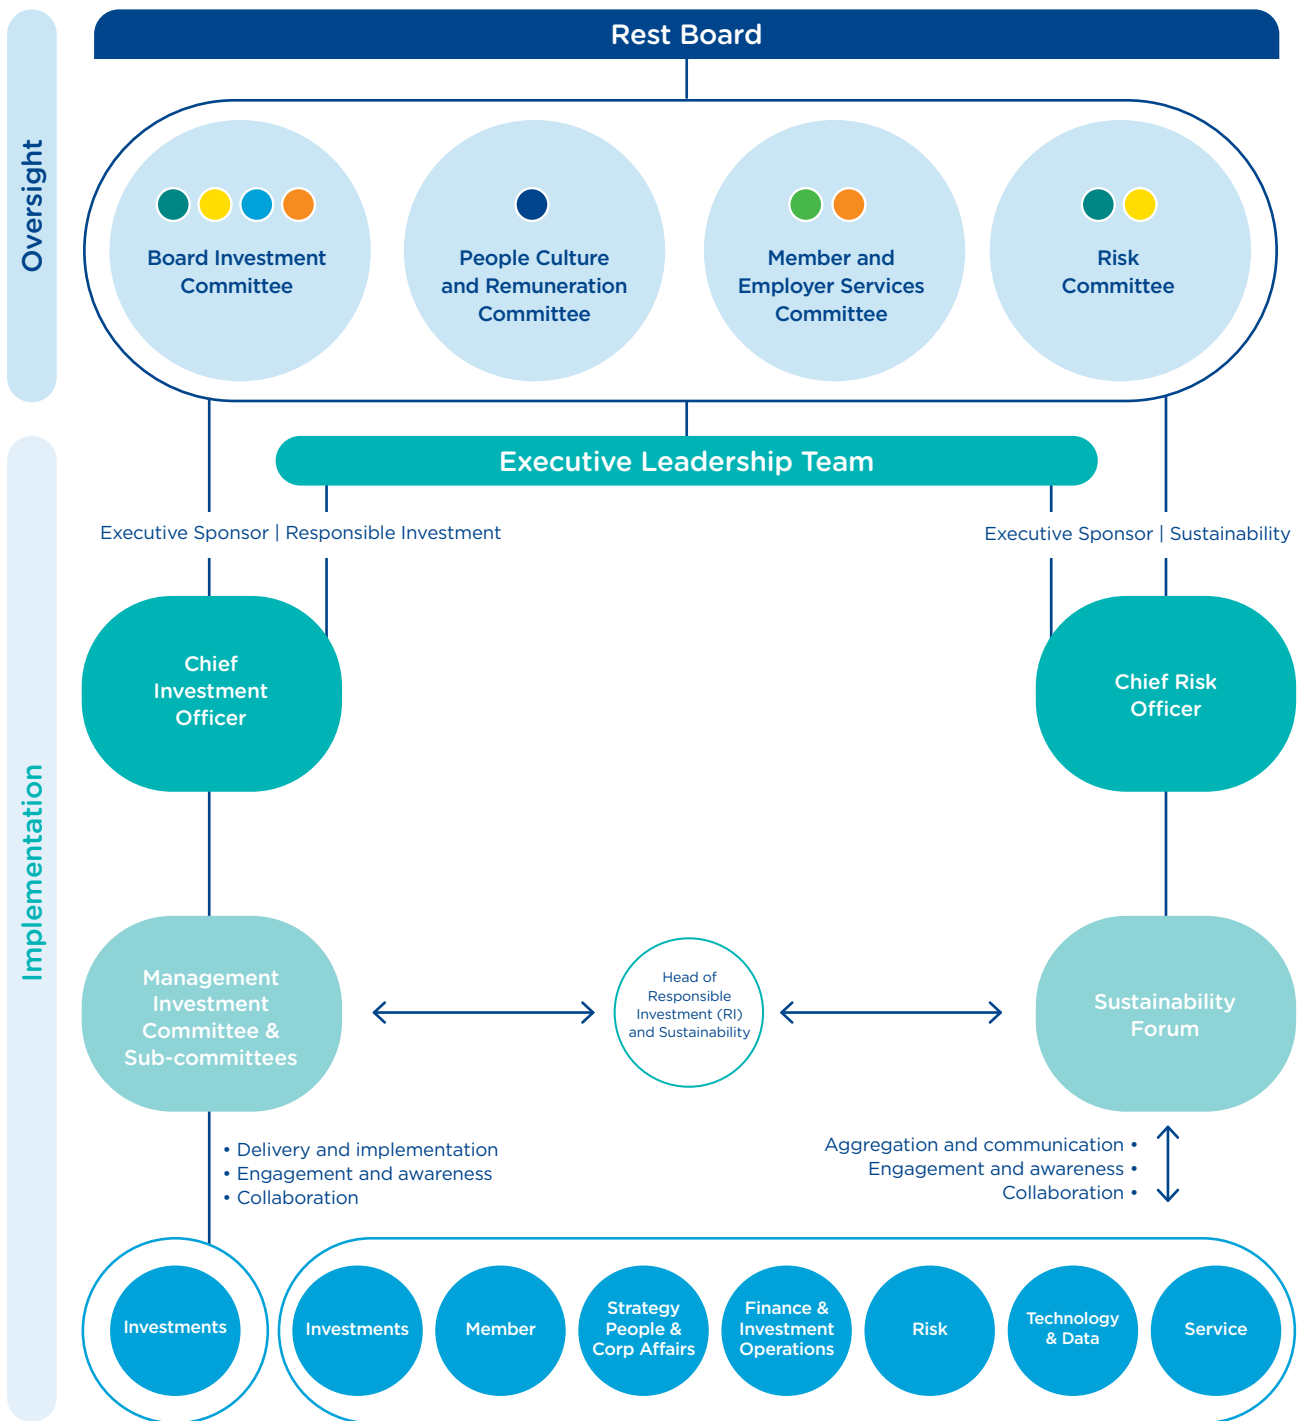 Rest Board
Oversight
Board Investment
Committee
People Culture
and Remuneration
Committee
Member and
Employer Services
Committee
Risk
Committee
Implementation
Executive Leadership Team
Executive Sponsor | Responsible Investment
Executive Sponsor | Sustainability
Chief
Investment
Officer
Chief Risk
Officer
Management
Investment
Committee &
Sub-committees
Head of
Responsible
Investment (RI)
and Sustainability
Sustainability
Forum
• Delivery and implementation
• Engagement and awareness
• Collaboration
Aggregation and communication •
Engagement and awareness •
Collaboration •
Investments
Investments
Member
Strategy
People &
Corp Affairs
Finance &
Investment
Operations
Risk
Technology
& Data
Service